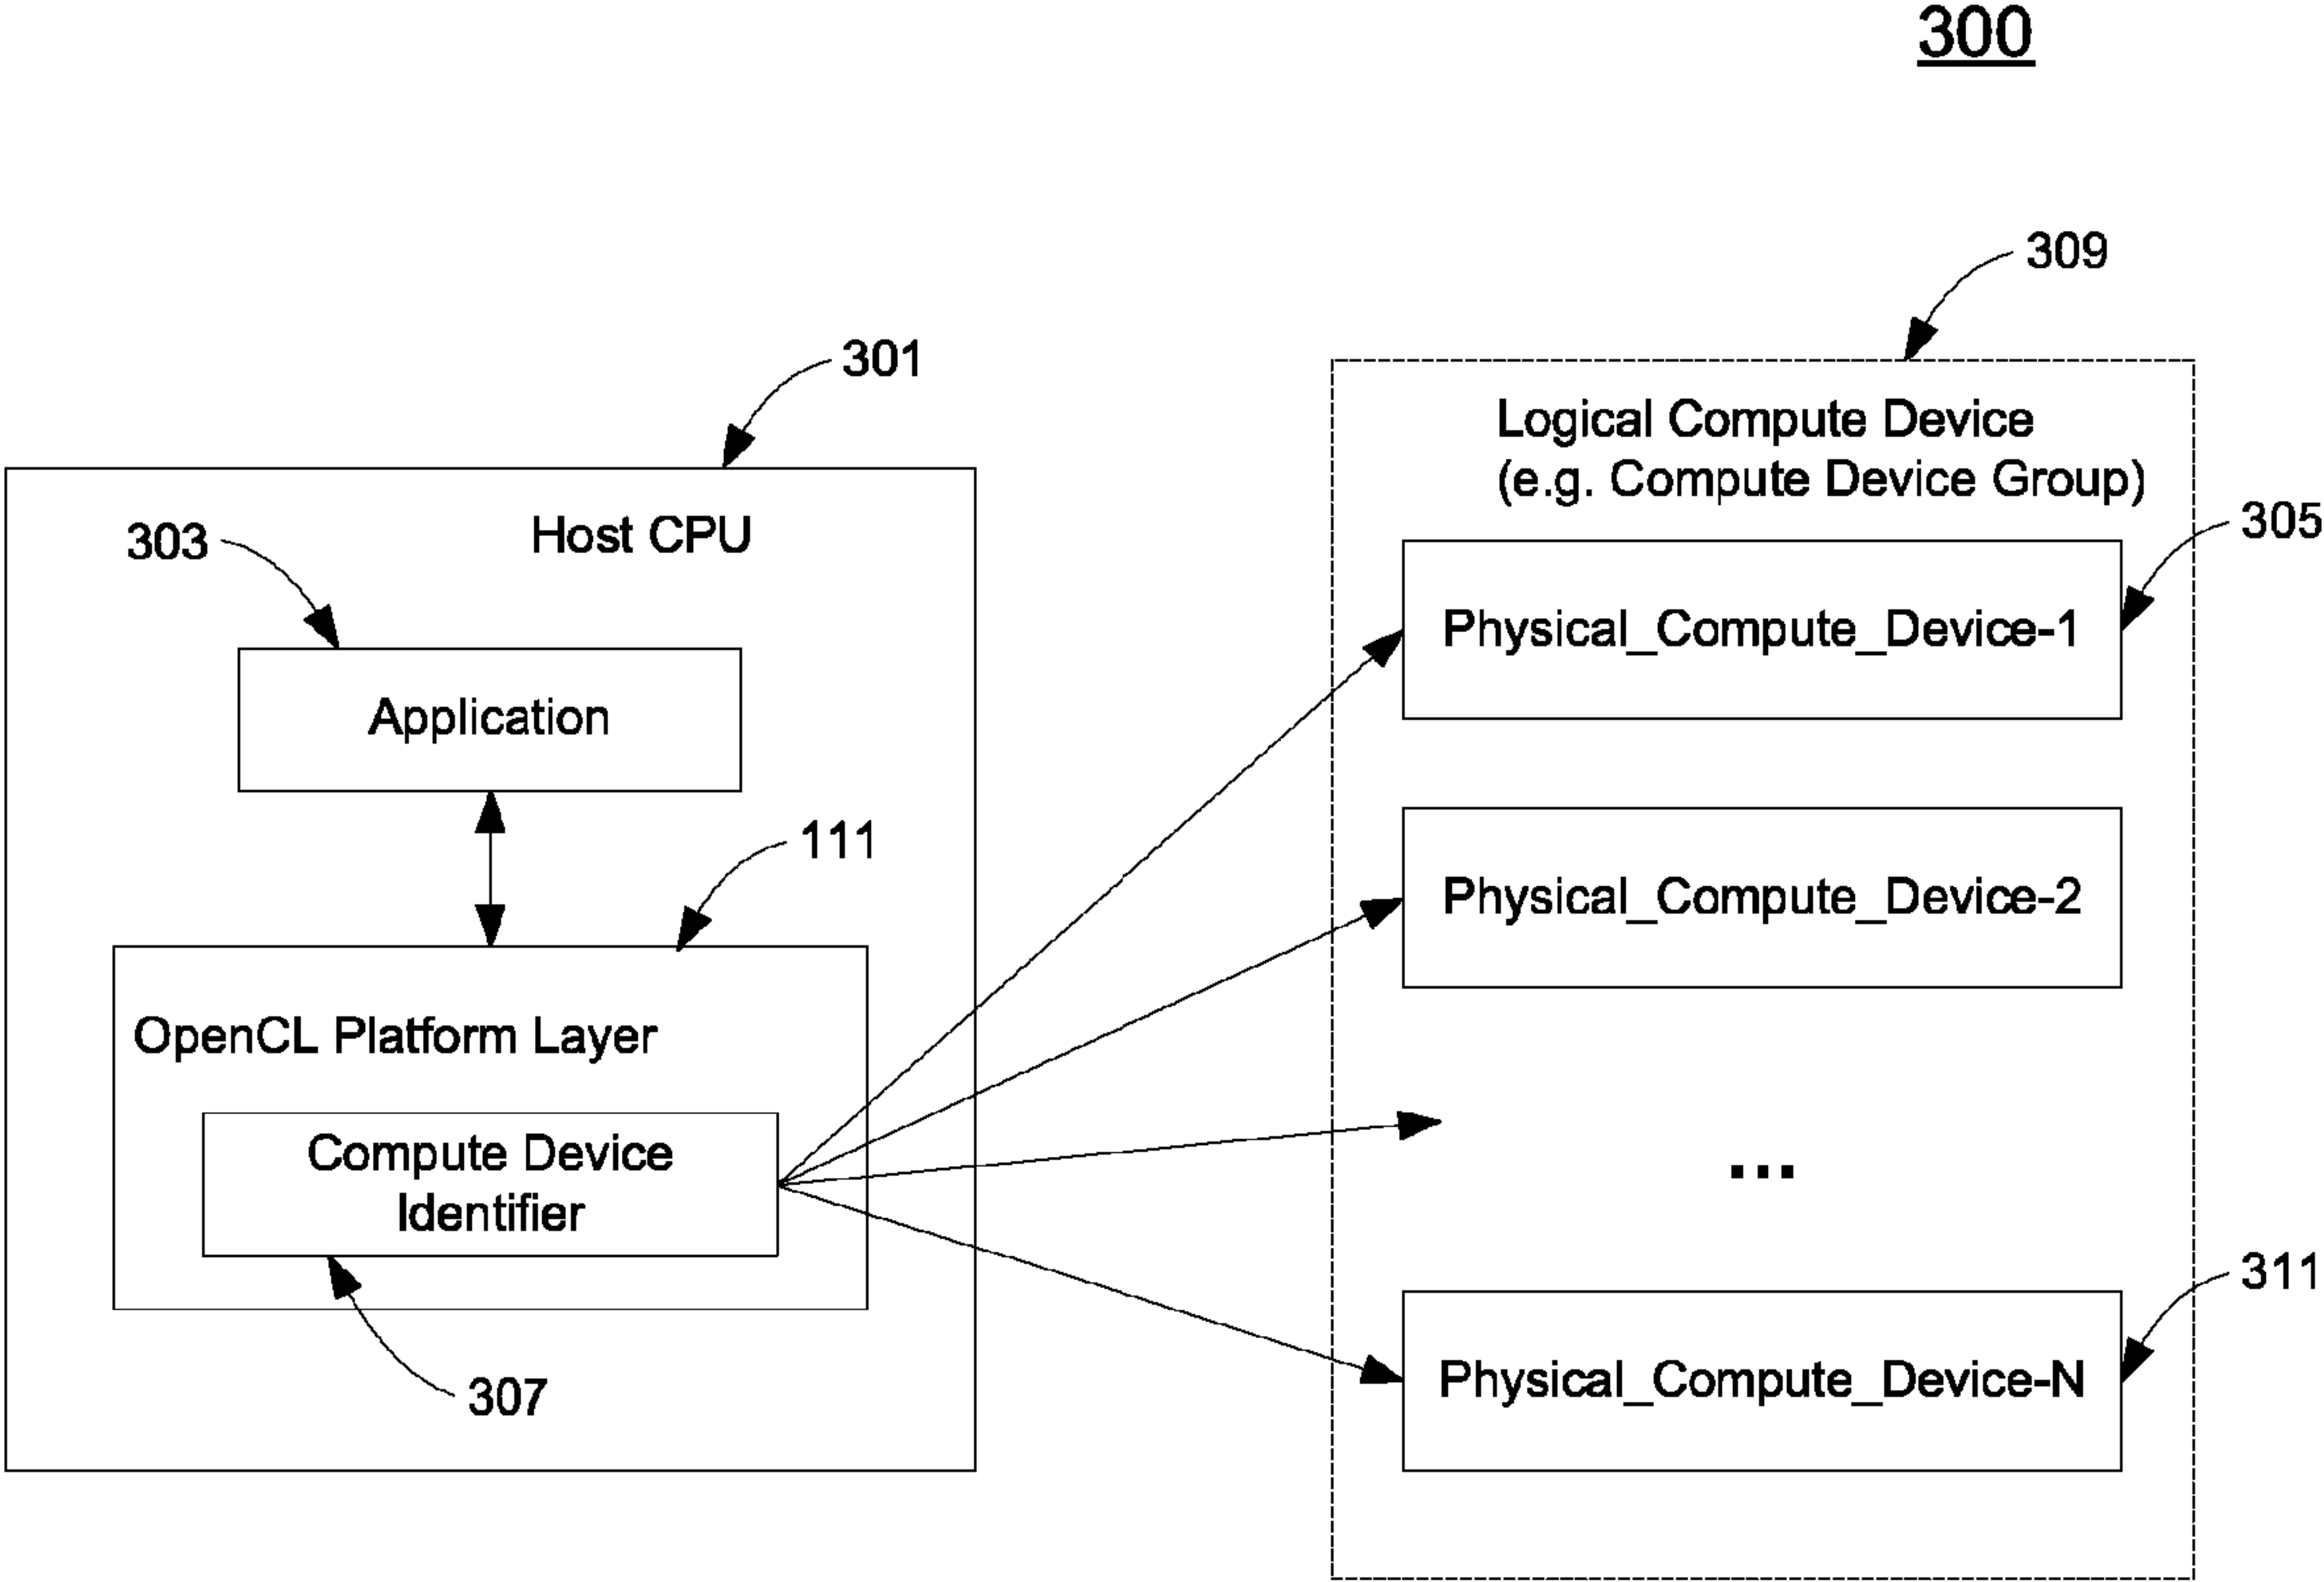 300
309
301
Logical Compute Device
(e.g. Compute Device Group)
305
303
Host CPU
Physical_Compute_Device-1
Application
111
Physical_Compute_Device-2
OpenCL Platform Layer
Compute Device
Identifier
...
311
307
Physical_Compute_Device-N